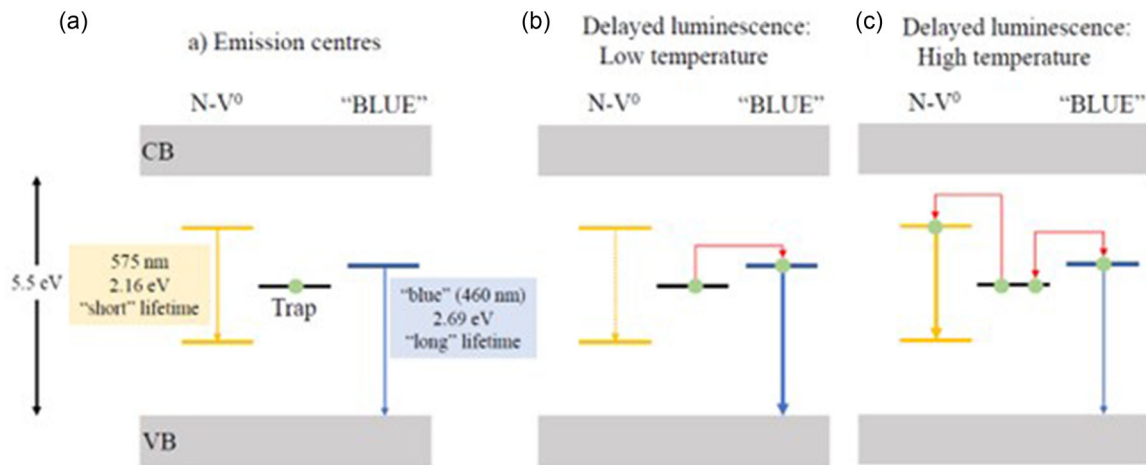 (a)
a) Emission centres
N-V⁰ “BLUE”
CB
5.5 eV
575 nm
2.16 eV
“short” lifetime
Trap
“blue” (460 nm)
2.69 eV
“long” lifetime
VB
(b)
Delayed luminescence:
Low temperature
N-V⁰ “BLUE”
(c)
Delayed luminescence:
High temperature
N-V⁰ “BLUE”